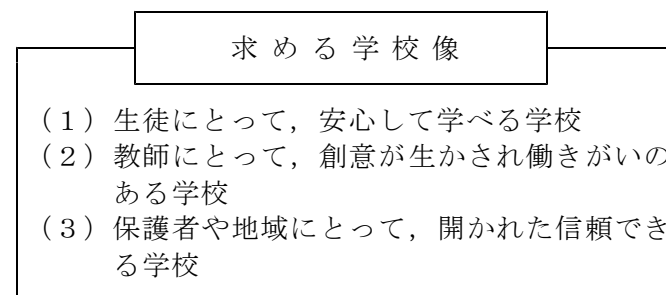 求める学校像
（１）生徒にとって，安心して学べる学校
（２）教師にとって，創意が生かされ働きがいの
ある学校
（３）保護者や地域にとって，開かれた信頼でき
る学校